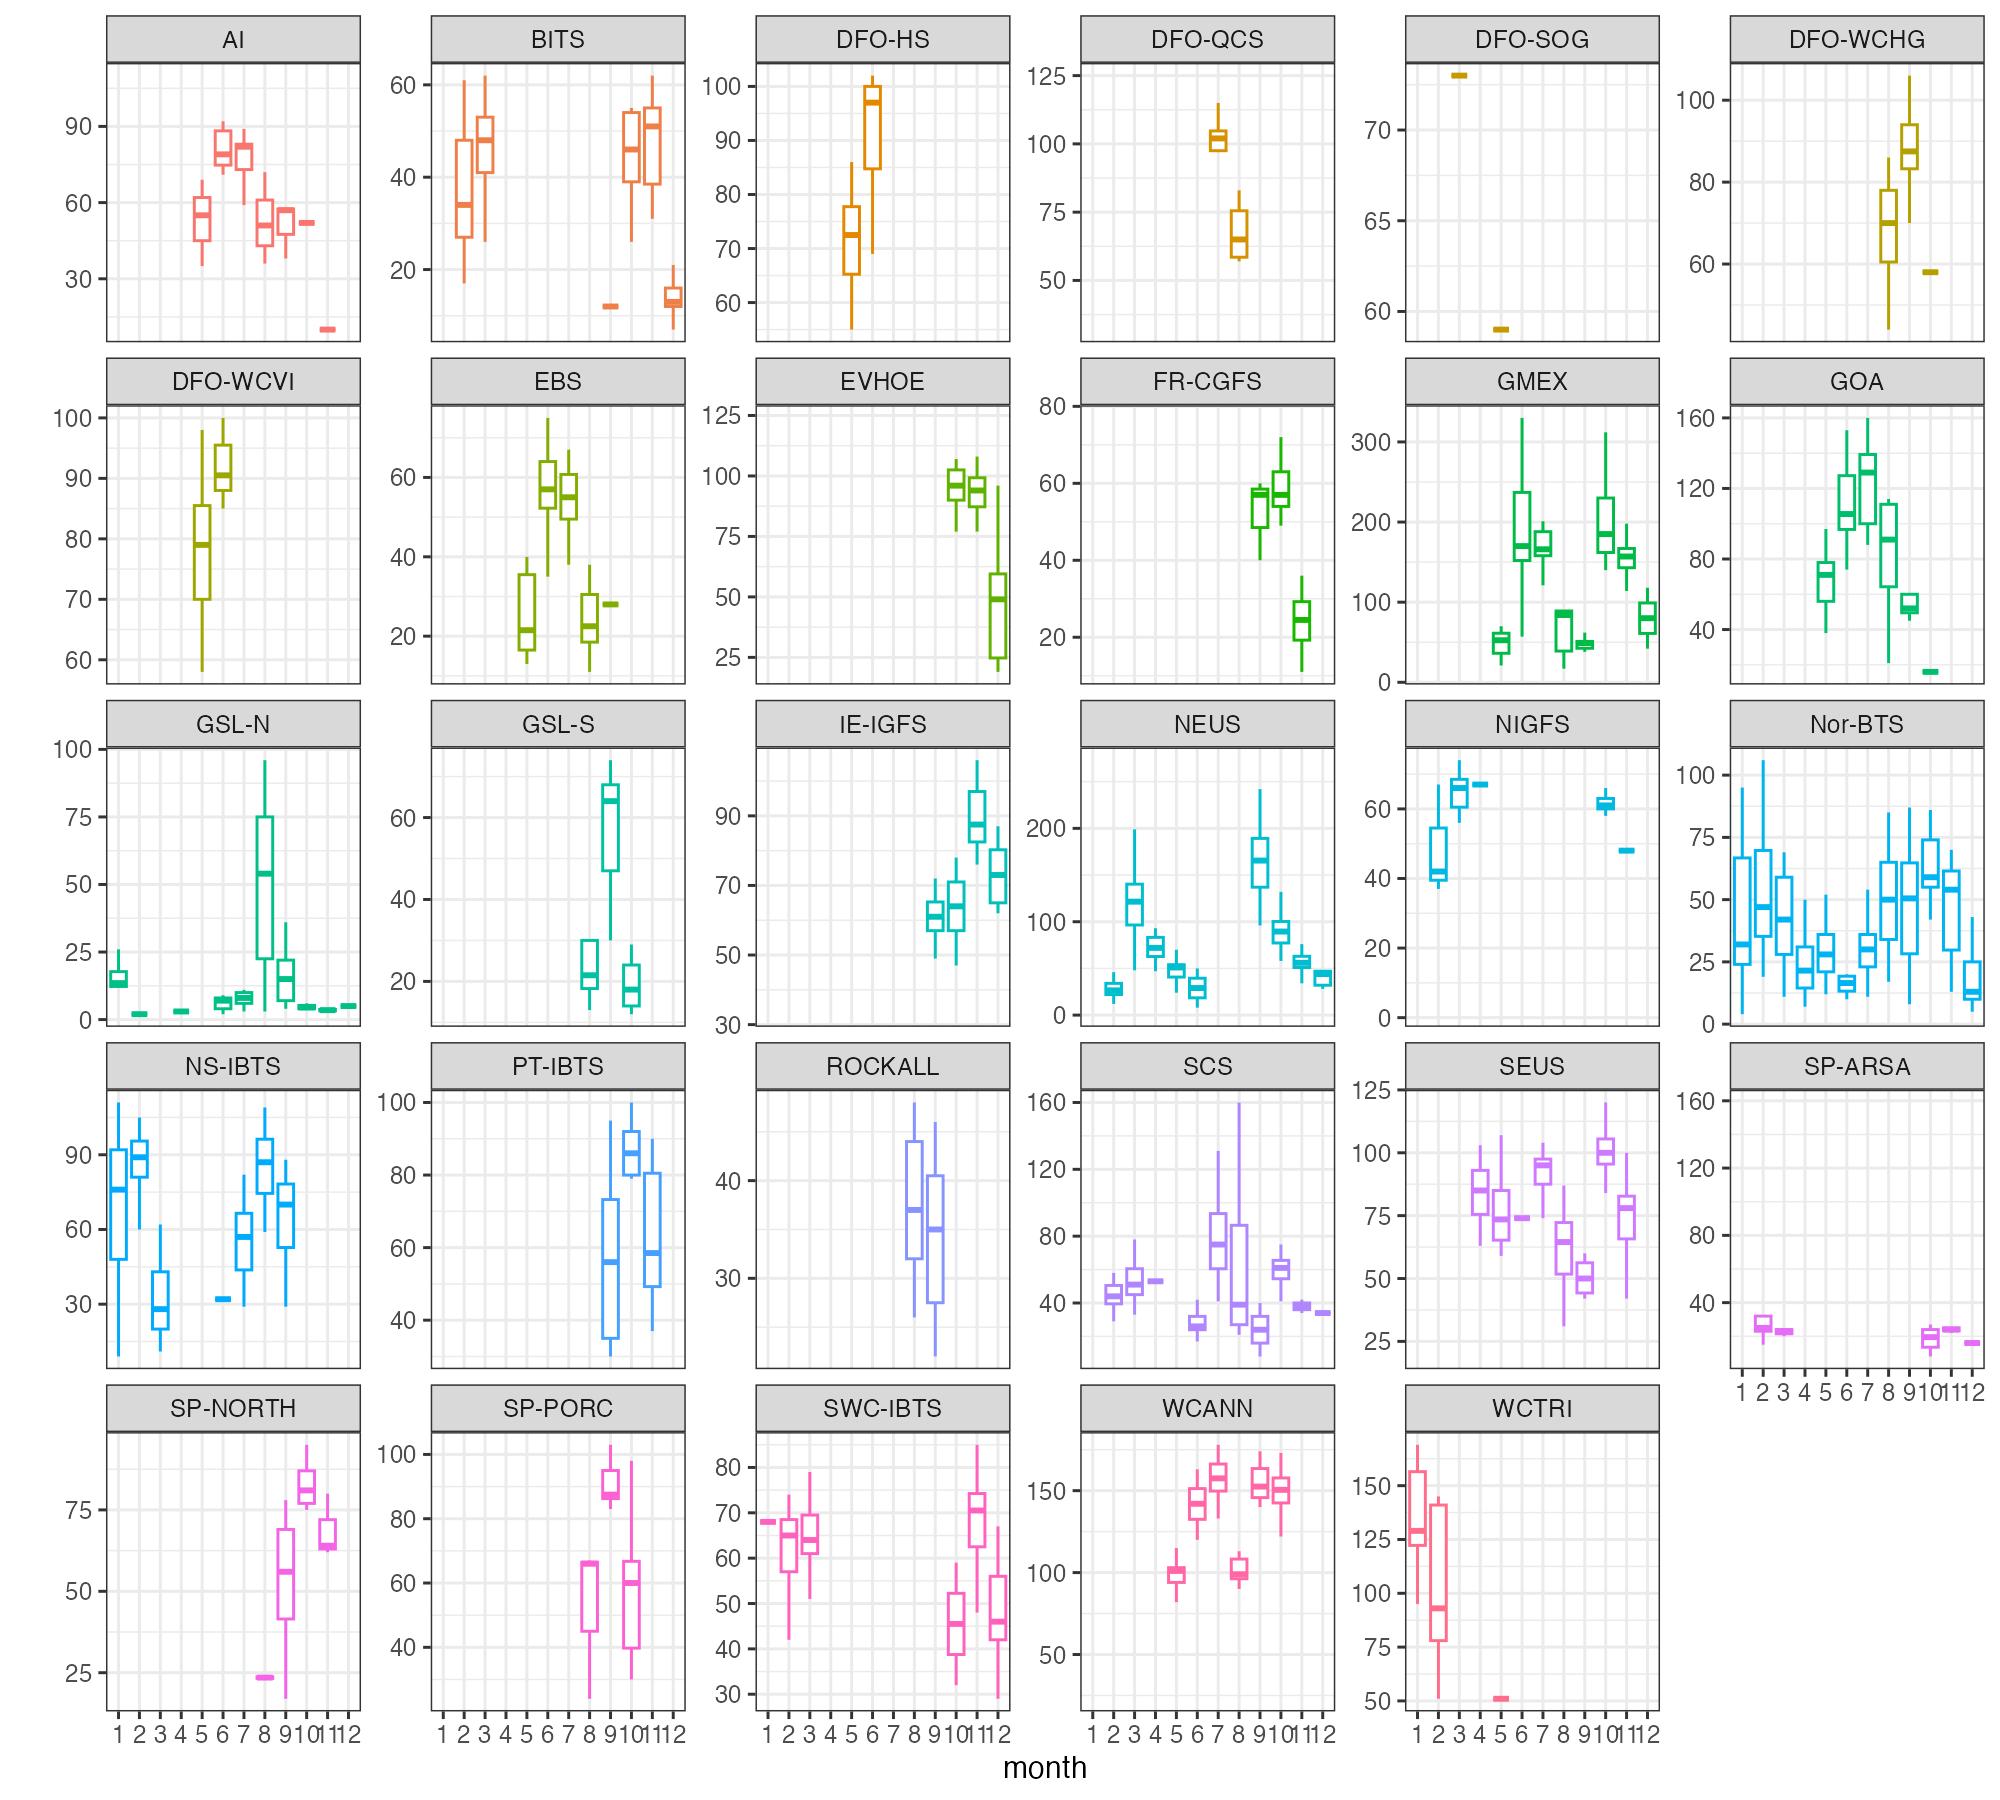 AI BITS DFO-HS DFO-QCS DFO-SOG DFO-WCHG
90 60 30
60 40 20
100 90 80 70 60
125 100 75 50
70 65 60
100 80 60
DFO-WCVI EBS EVHOE FR-CGFS GMEX GOA
100 90 80 70 60
60 40 20
125 100 75 50 25
80 60 40 20
300 200 100 0
160 120 80 40
GSL-N GSL-S IE-IGFS NEUS NIGFS Nor-BTS
100 75 50 25 0
60 40 20
90 70 50 30
200 100 0
60 40 20 0
100 75 50 25 0
NS-IBTS PT-IBTS ROCKALL SCS SEUS SP-ARSA
90 60 30
100 80 60 40
40 30
160 120 80 40
125 100 75 50 25
160 120 80 40
1 2 3 4 5 6 7 8 9 10 11 12
SP-NORTH SP-PORC SWC-IBTS WCANN WCTRI
75 50 25
100 80 60 40
80 70 60 50 40 30
150 100 50
150 125 100 75 50
1 2 3 4 5 6 7 8 9 10 11 12
1 2 3 4 5 6 7 8 9 10 11 12
1 2 3 4 5 6 7 8 9 10 11 12
1 2 3 4 5 6 7 8 9 10 11 12
1 2 3 4 5 6 7 8 9 10 11 12
month